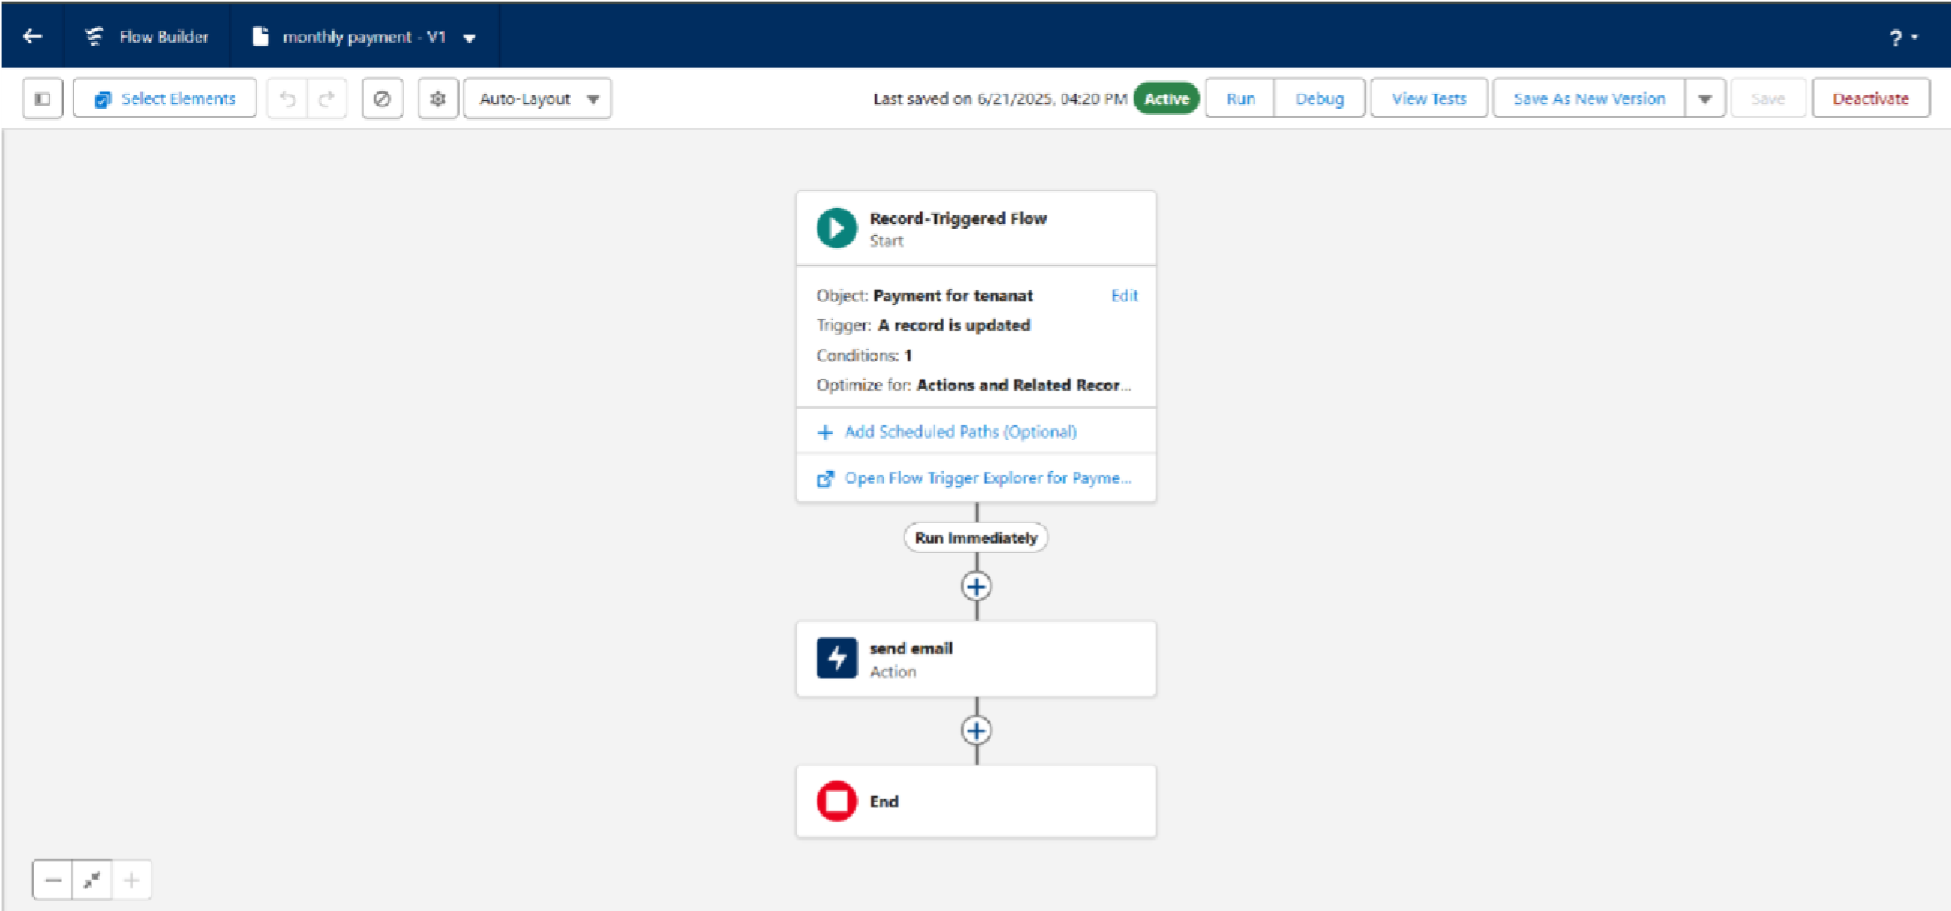 Flow Builder
monthly payment - V1
?
Select Elements
Auto-Layout
Last saved on 6/21/2025, 04:20 PM
Active
Run
Debug
View Tests
Save As New Version
Save
Deactivate
Record-Triggered Flow
Start
Object: Payment for tenanat
Edit
Trigger: A record is updated
Conditions: 1
Optimize for: Actions and Related Recor...
+ Add Scheduled Paths (Optional)
Open Flow Trigger Explorer for Payme...
Run Immediately
send email
Action
End